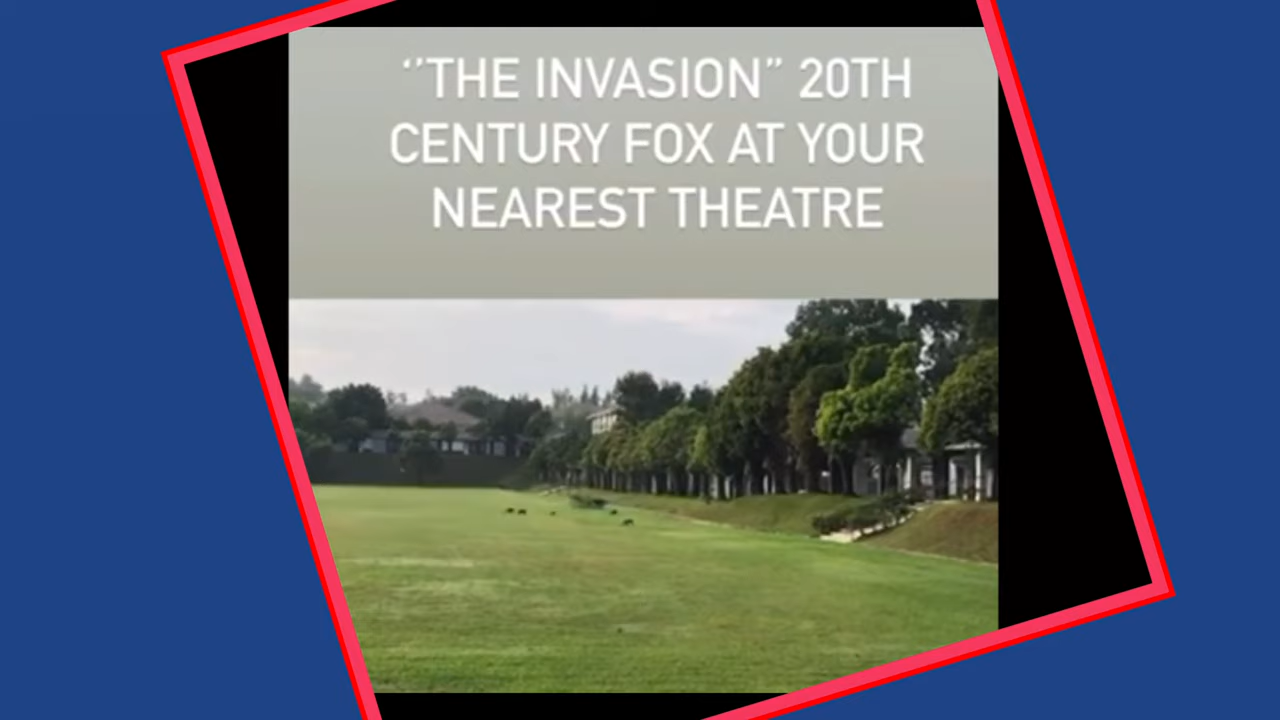 ‘’THE INVASION” 20TH
CENTURY FOX AT YOUR
NEAREST THEATRE